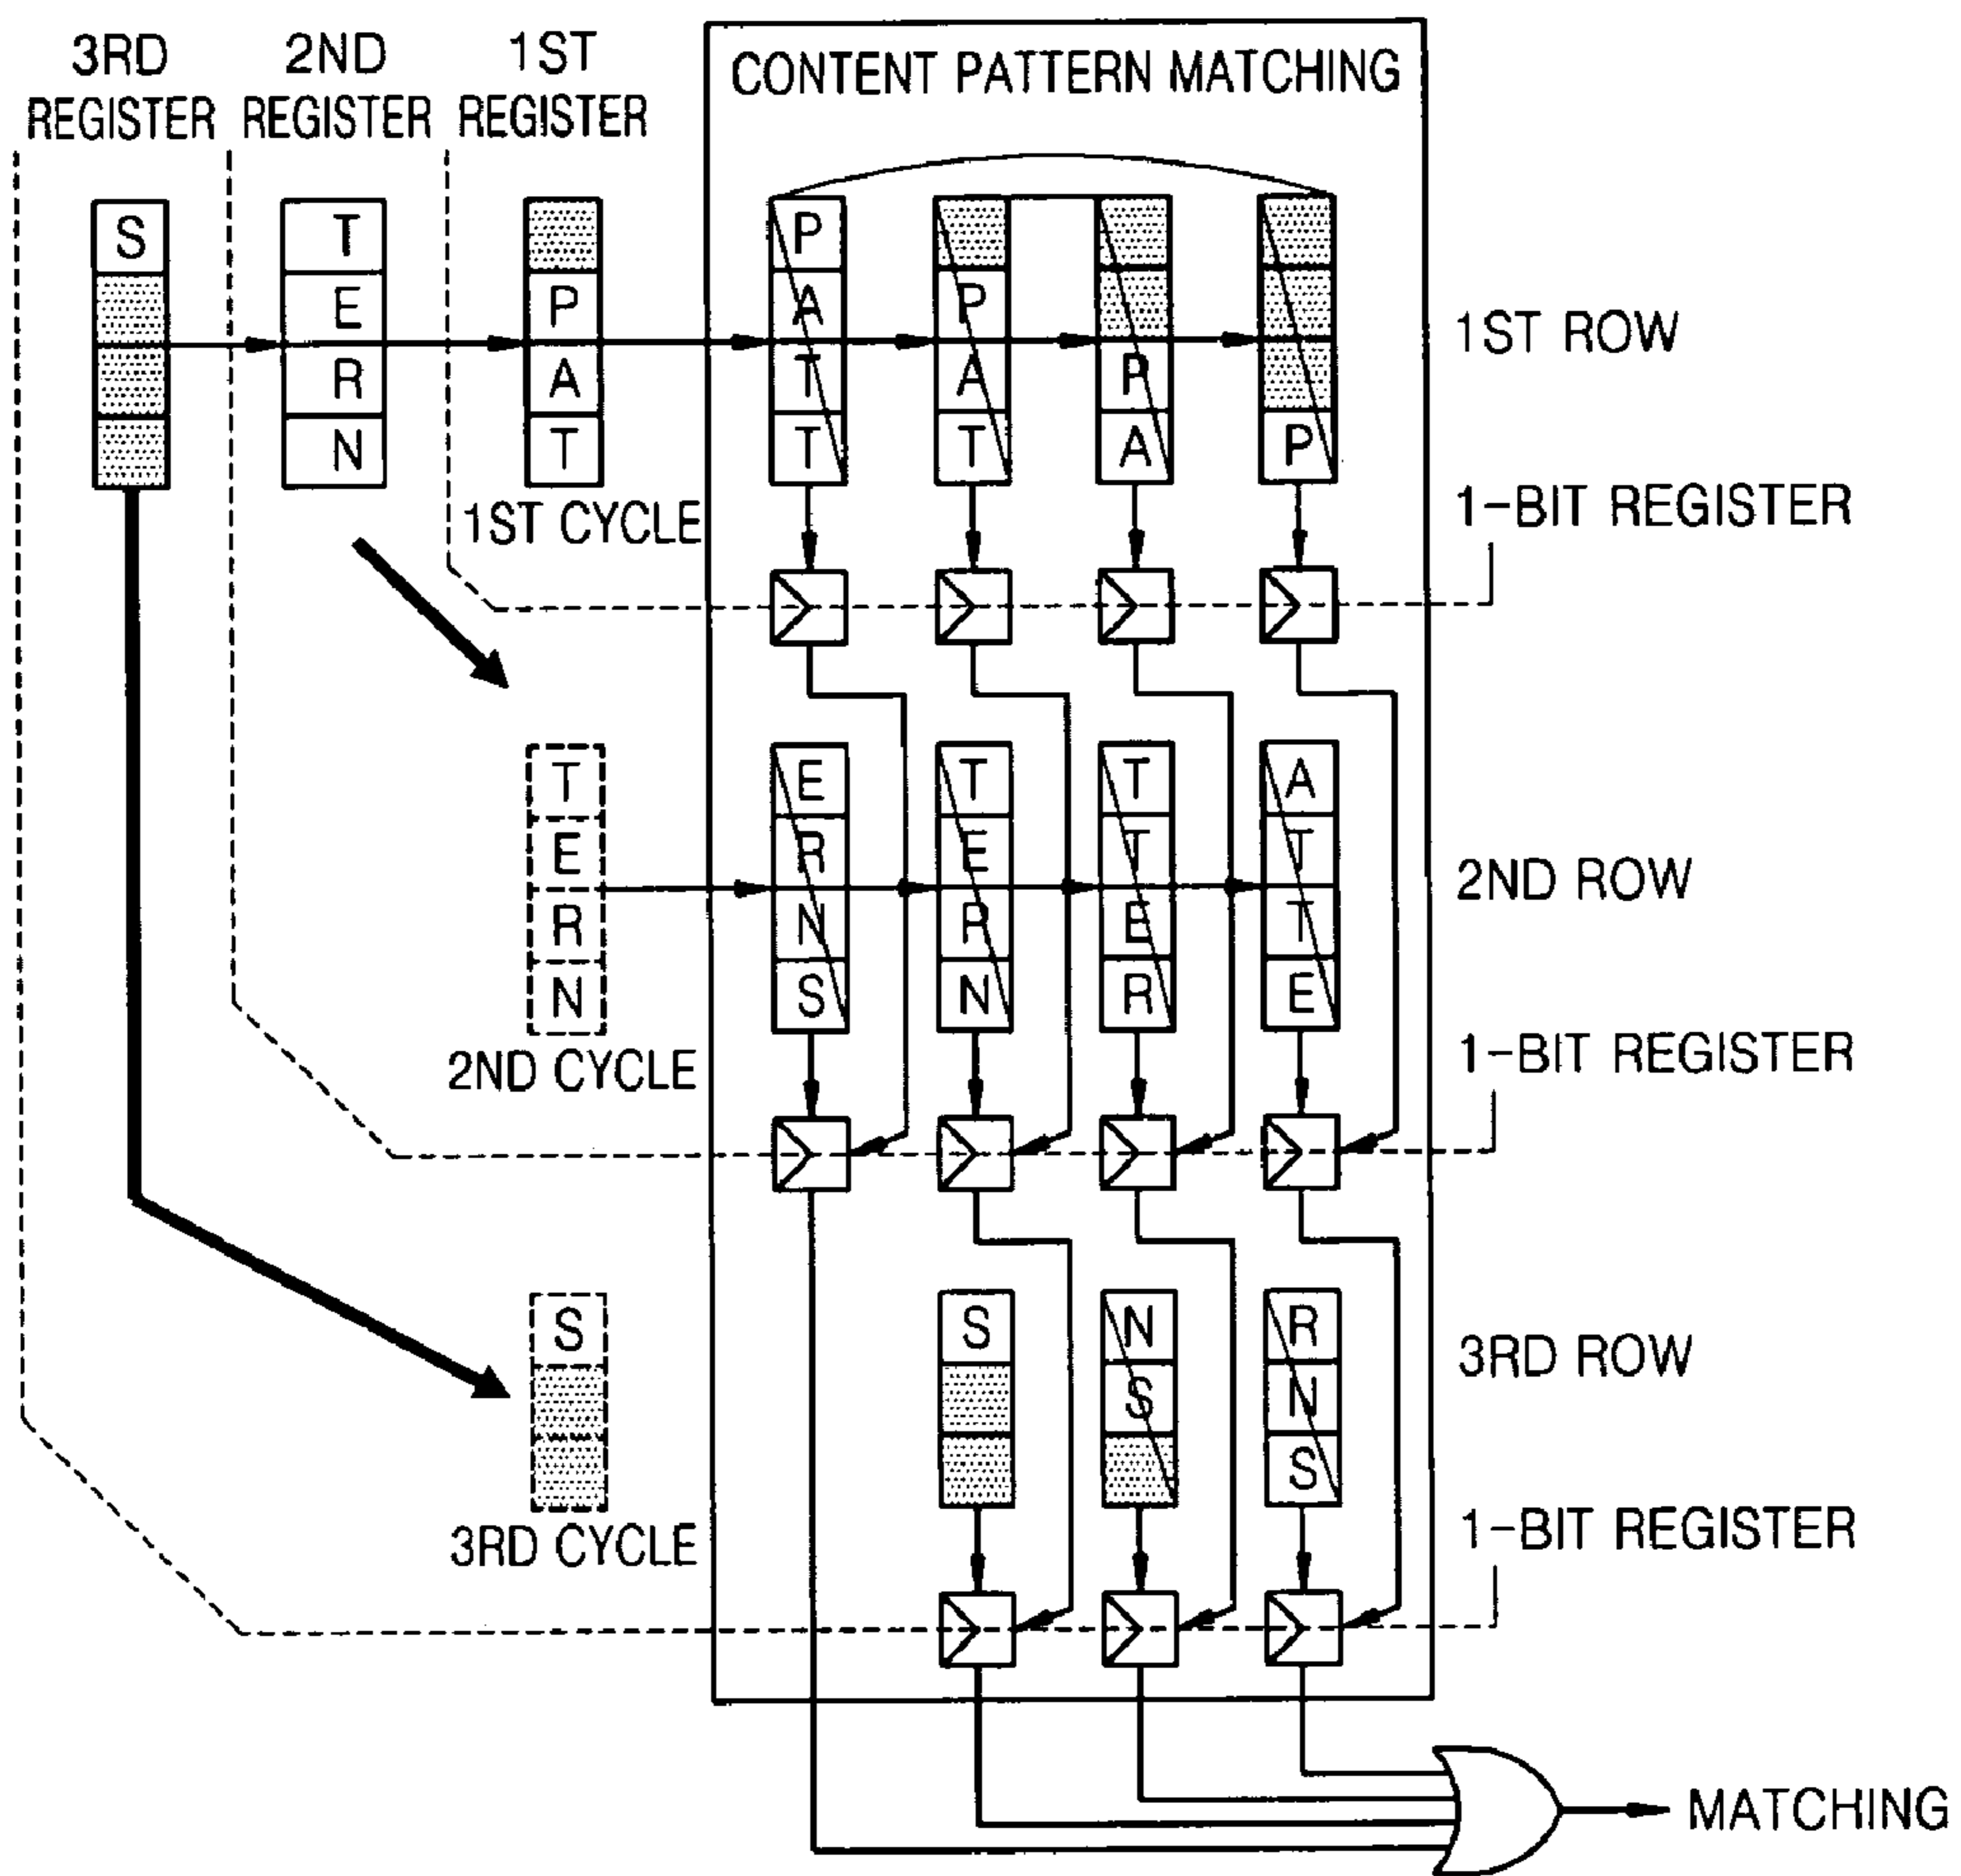 3RD REGISTER
2ND REGISTER
1ST REGISTER
CONTENT PATTERN MATCHING
S
T
E
R
N
P
A
T
1ST CYCLE
P
A
T
T
P
A
T
P
A
P
1ST ROW
1-BIT REGISTER
T
E
R
N
2ND CYCLE
E
R
N
S
T
E
R
N
T
T
E
R
A
T
T
E
2ND ROW
1-BIT REGISTER
S
3RD CYCLE
S
N
S
R
N
S
3RD ROW
1-BIT REGISTER
MATCHING